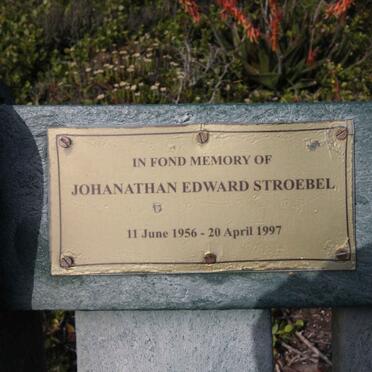 IN FOND MEMORY OF
JOHANATHAN EDWARD STROEBEL
11 June 1956 - 20 April 1997